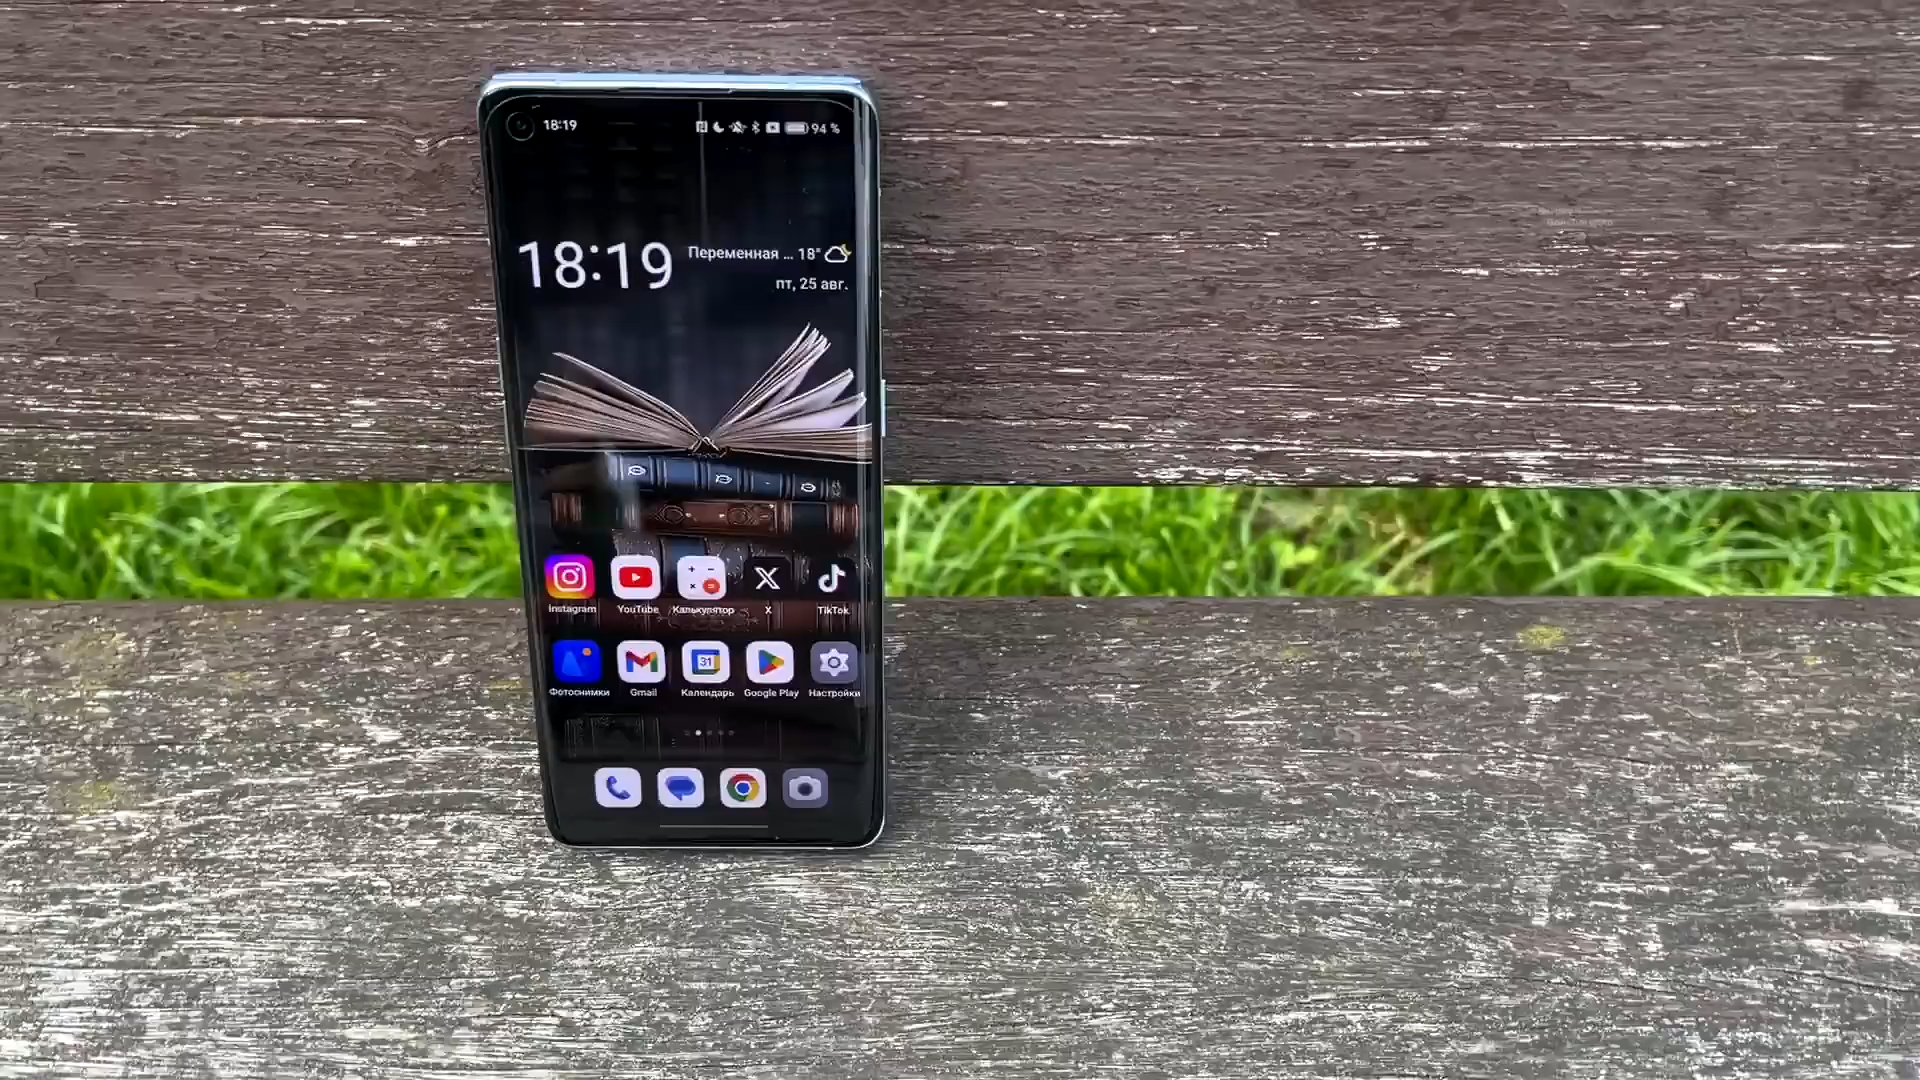 18:19
94 %
18:19
Переменная ... 18°
пт, 25 авг.
Instagram
YouTube
Калькулятор
X
TikTok
31
Фотоснимки
Gmail
Календарь
Google Play
Настройки